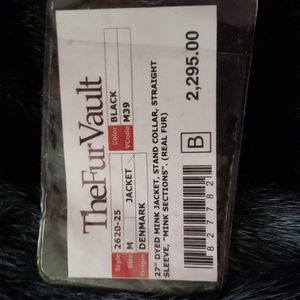 TheFurVault
Style 2620-25 Color BLACK
Size M JACKET VCode M39
Origin DENMARK
27" DYED MINK JACKET, STAND COLLAR, STRAIGHT
SLEEVE, "MINK SECTIONS". (REAL FUR)
B
827782
2,295.00